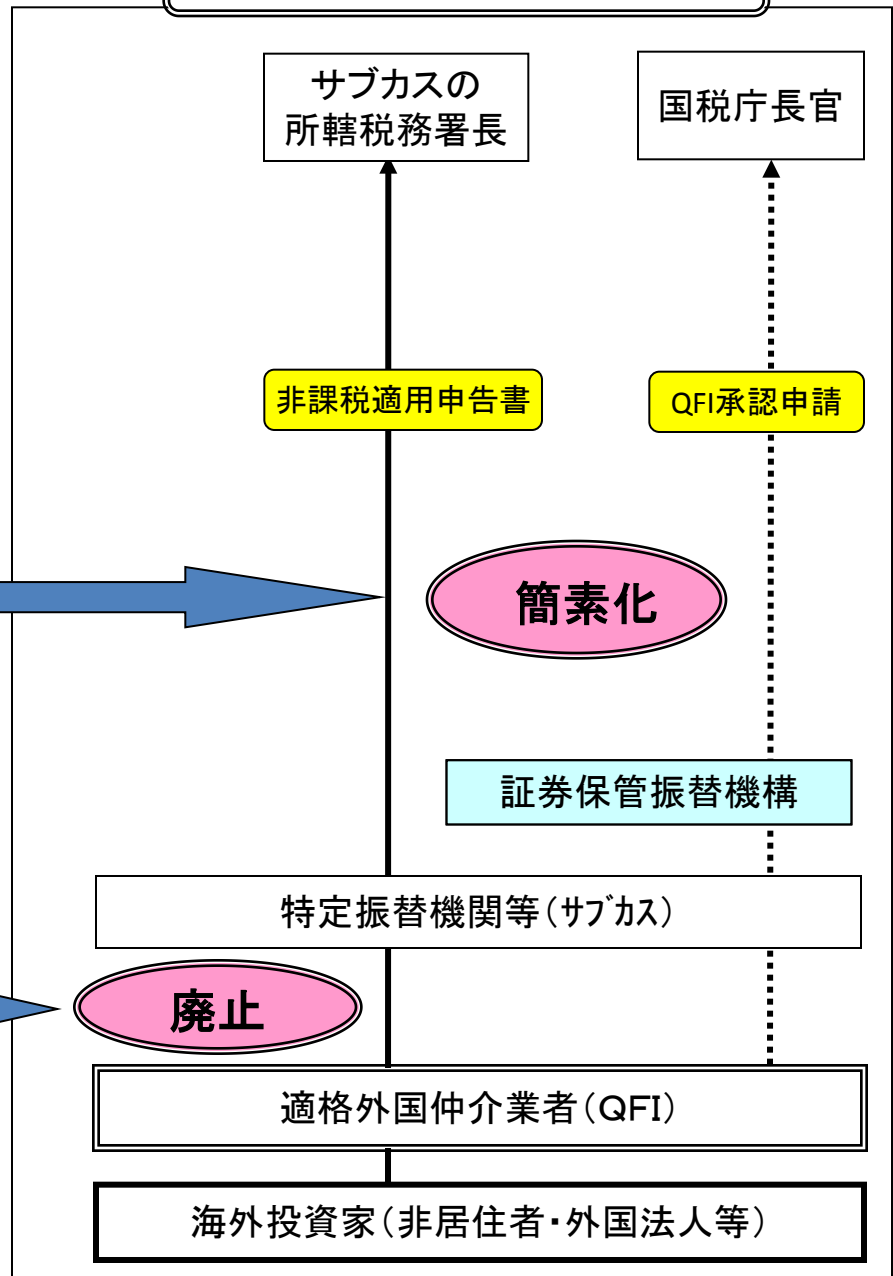 サブカスの
所轄税務署長
国税庁長官
非課税適用申告書
QFI承認申請
簡素化
証券保管振替機構
特定振替機関等(ｻﾌﾞｶｽ)
廃止
適格外国仲介業者(QFI)
海外投資家(非居住者・外国法人等)